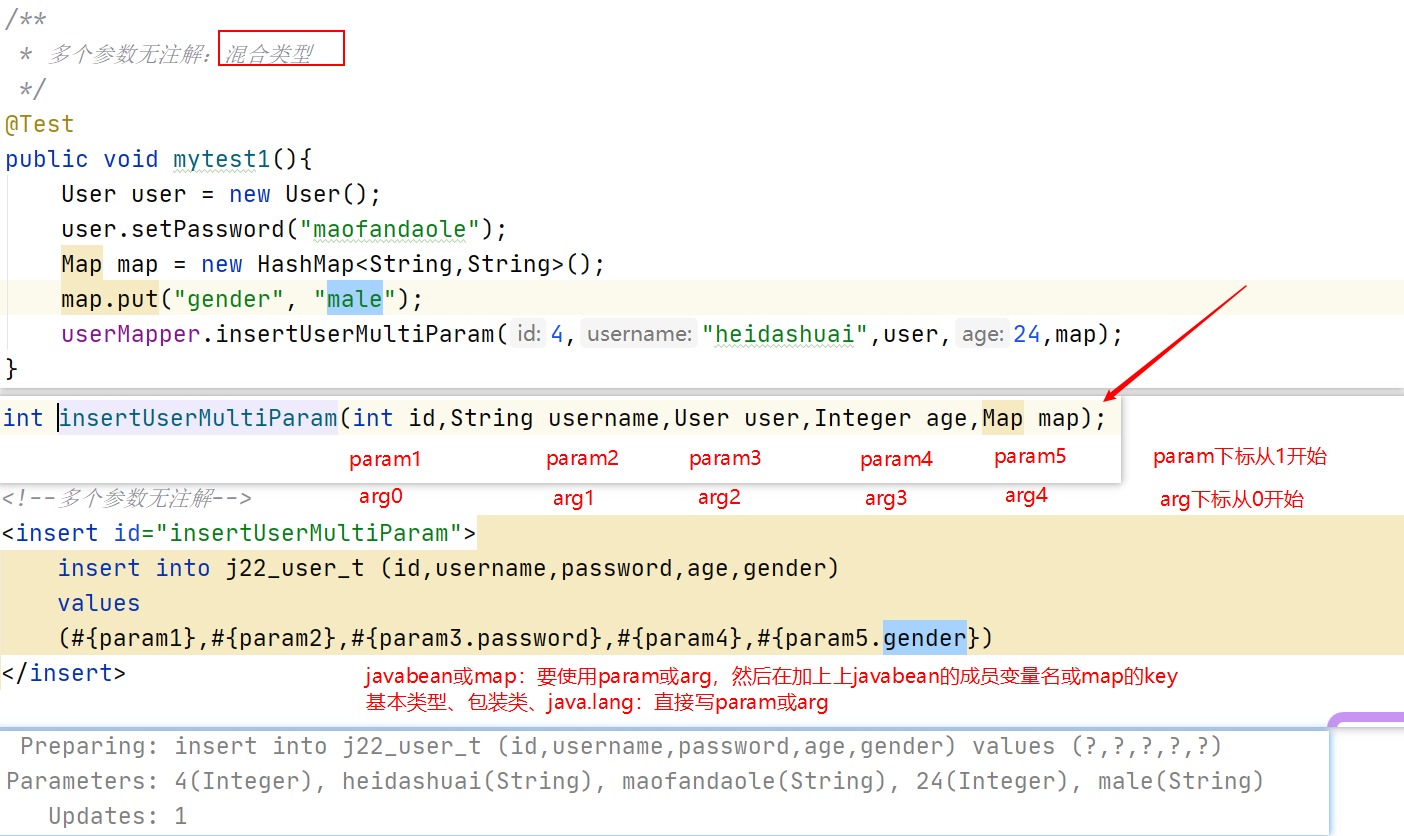 /**
 * 多个参数无注解：混合类型
 */
@Test
public void mytest1(){
    User user = new User();
    user.setPassword("maofandaole");
    Map map = new HashMap<String,String>();
    map.put("gender", "male");
    userMapper.insertUserMultiParam( id: 4, username: "heidashuai",user, age: 24,map);
}
int insertUserMultiParam(int id,String username,User user,Integer age,Map map);
param1 param2 param3 param4 param5 param下标从1开始
<!--多个参数无注解-->
arg0 arg1 arg2 arg3 arg4 arg下标从0开始
<insert id="insertUserMultiParam">
    insert into j22_user_t (id,username,password,age,gender)
    values
    (#{param1},#{param2},#{param3.password},#{param4},#{param5.gender})
</insert>
javabean或map：要使用param或arg，然后在加上上javabean的成员变量名或map的key
基本类型、包装类、java.lang：直接写param或arg
Preparing: insert into j22_user_t (id,username,password,age,gender) values (?,?,?,?,?)
Parameters: 4(Integer), heidashuai(String), maofandaole(String), 24(Integer), male(String)
Updates: 1